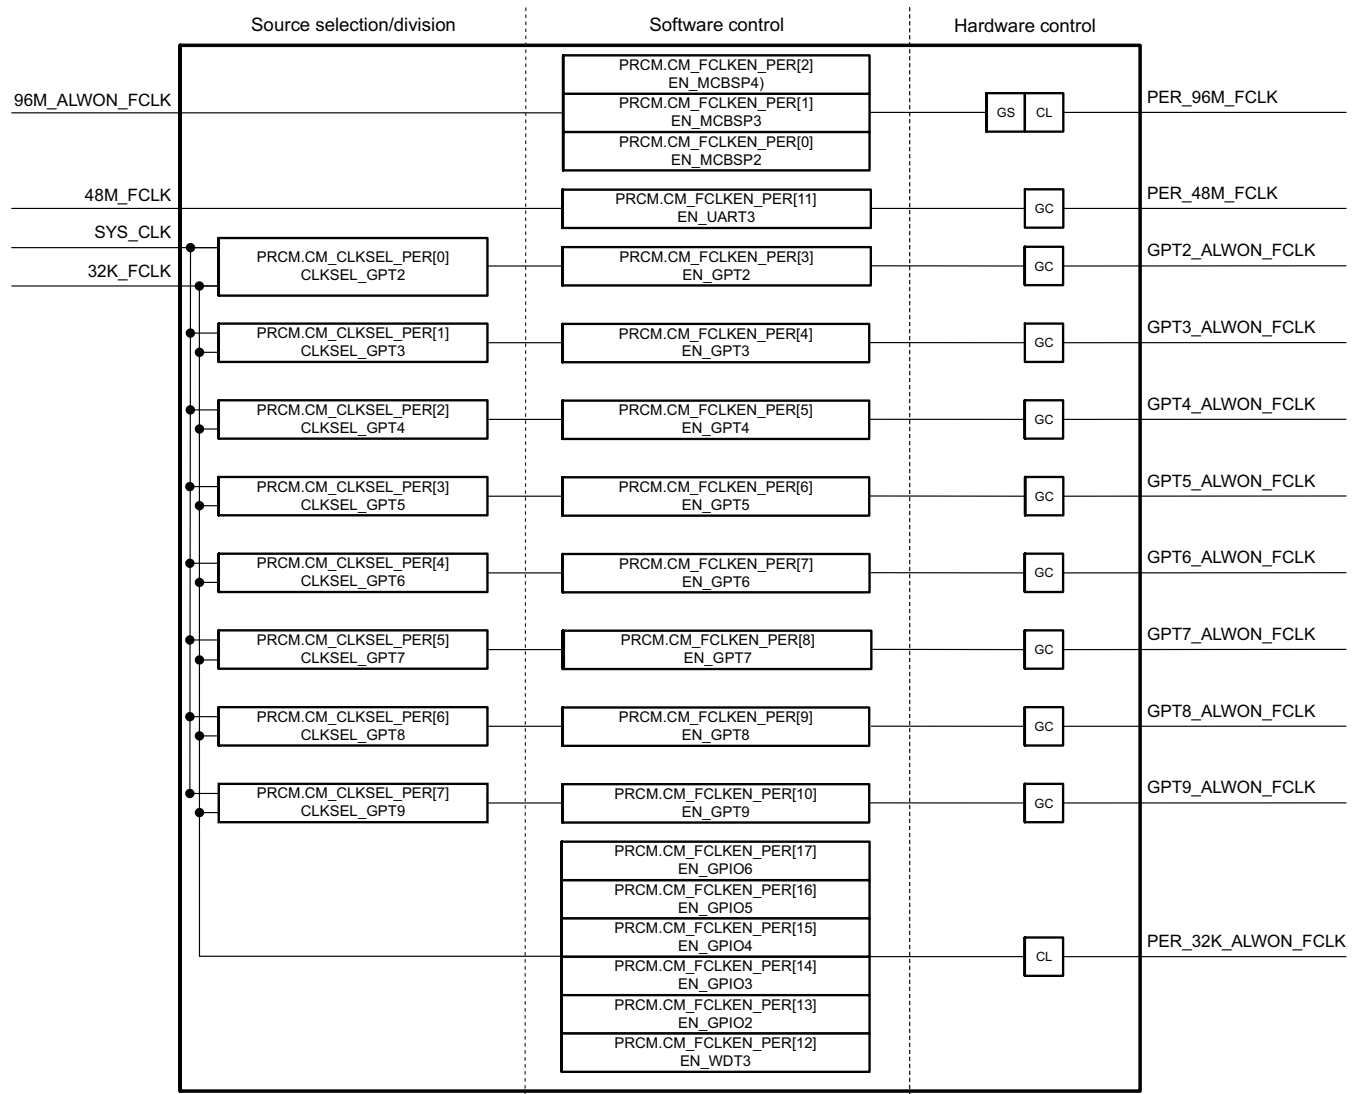 Source selection/division
Software control
Hardware control
PRCM.CM_FCLKEN_PER[2]
EN_MCBSP4)
96M_ALWON_FCLK
PRCM.CM_FCLKEN_PER[1]
EN_MCBSP3
GS
CL
PER_96M_FCLK
PRCM.CM_FCLKEN_PER[0]
EN_MCBSP2
48M_FCLK
PRCM.CM_FCLKEN_PER[11]
EN_UART3
GC
PER_48M_FCLK
SYS_CLK
32K_FCLK
PRCM.CM_CLKSEL_PER[0]
CLKSEL_GPT2
PRCM.CM_FCLKEN_PER[3]
EN_GPT2
GC
GPT2_ALWON_FCLK
PRCM.CM_CLKSEL_PER[1]
CLKSEL_GPT3
PRCM.CM_FCLKEN_PER[4]
EN_GPT3
GC
GPT3_ALWON_FCLK
PRCM.CM_CLKSEL_PER[2]
CLKSEL_GPT4
PRCM.CM_FCLKEN_PER[5]
EN_GPT4
GC
GPT4_ALWON_FCLK
PRCM.CM_CLKSEL_PER[3]
CLKSEL_GPT5
PRCM.CM_FCLKEN_PER[6]
EN_GPT5
GC
GPT5_ALWON_FCLK
PRCM.CM_CLKSEL_PER[4]
CLKSEL_GPT6
PRCM.CM_FCLKEN_PER[7]
EN_GPT6
GC
GPT6_ALWON_FCLK
PRCM.CM_CLKSEL_PER[5]
CLKSEL_GPT7
PRCM.CM_FCLKEN_PER[8]
EN_GPT7
GC
GPT7_ALWON_FCLK
PRCM.CM_CLKSEL_PER[6]
CLKSEL_GPT8
PRCM.CM_FCLKEN_PER[9]
EN_GPT8
GC
GPT8_ALWON_FCLK
PRCM.CM_CLKSEL_PER[7]
CLKSEL_GPT9
PRCM.CM_FCLKEN_PER[10]
EN_GPT9
GC
GPT9_ALWON_FCLK
PRCM.CM_FCLKEN_PER[17]
EN_GPIO6
PRCM.CM_FCLKEN_PER[16]
EN_GPIO5
PRCM.CM_FCLKEN_PER[15]
EN_GPIO4
PRCM.CM_FCLKEN_PER[14]
EN_GPIO3
PRCM.CM_FCLKEN_PER[13]
EN_GPIO2
PRCM.CM_FCLKEN_PER[12]
EN_WDT3
CL
PER_32K_ALWON_FCLK